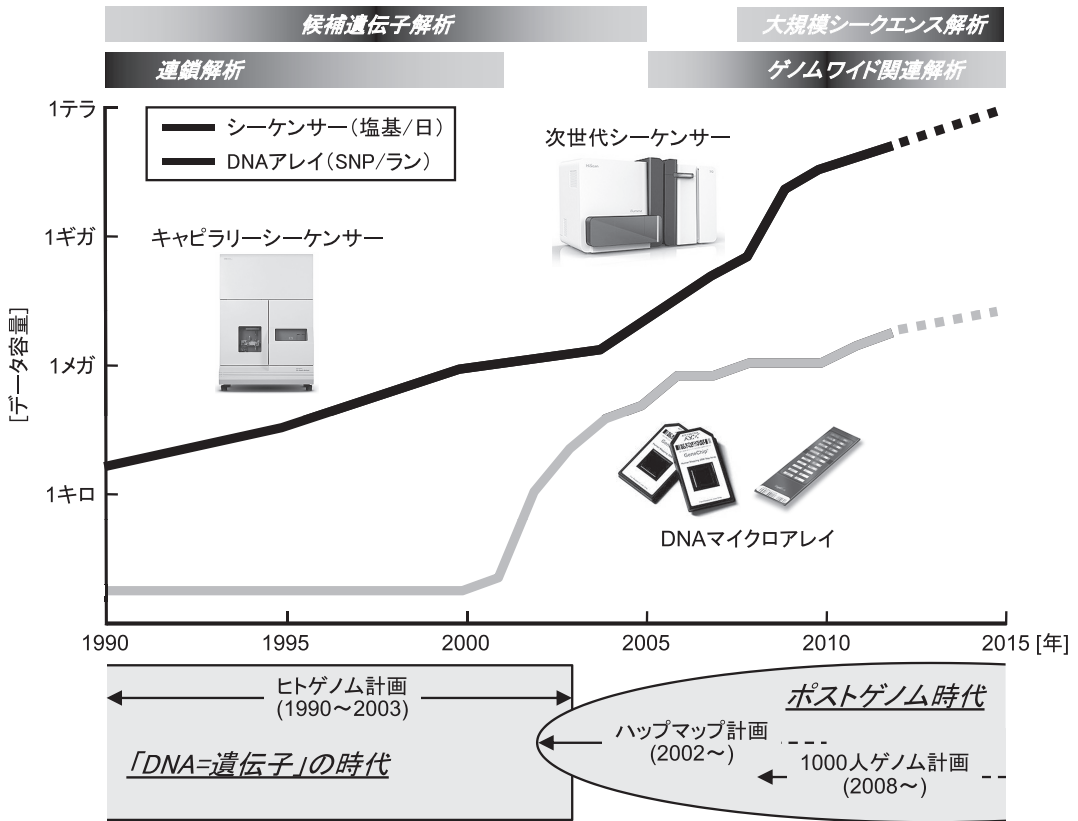 候補遺伝子解析
大規模シークエンス解析
連鎖解析
ゲノムワイド関連解析
1テラ
1ギガ
1メガ
1キロ
[データ容量]
シーケンサー(塩基/日)
DNAアレイ(SNP/ラン)
キャピラリーシーケンサー
次世代シーケンサー
GeneChip
DNAマイクロアレイ
1990
1995
2000
2005
2010
2015 [年]
ヒトゲノム計画
(1990〜2003)
「DNA=遺伝子」の時代
ポストゲノム時代
ハップマップ計画
(2002〜)
1000人ゲノム計画
(2008〜)